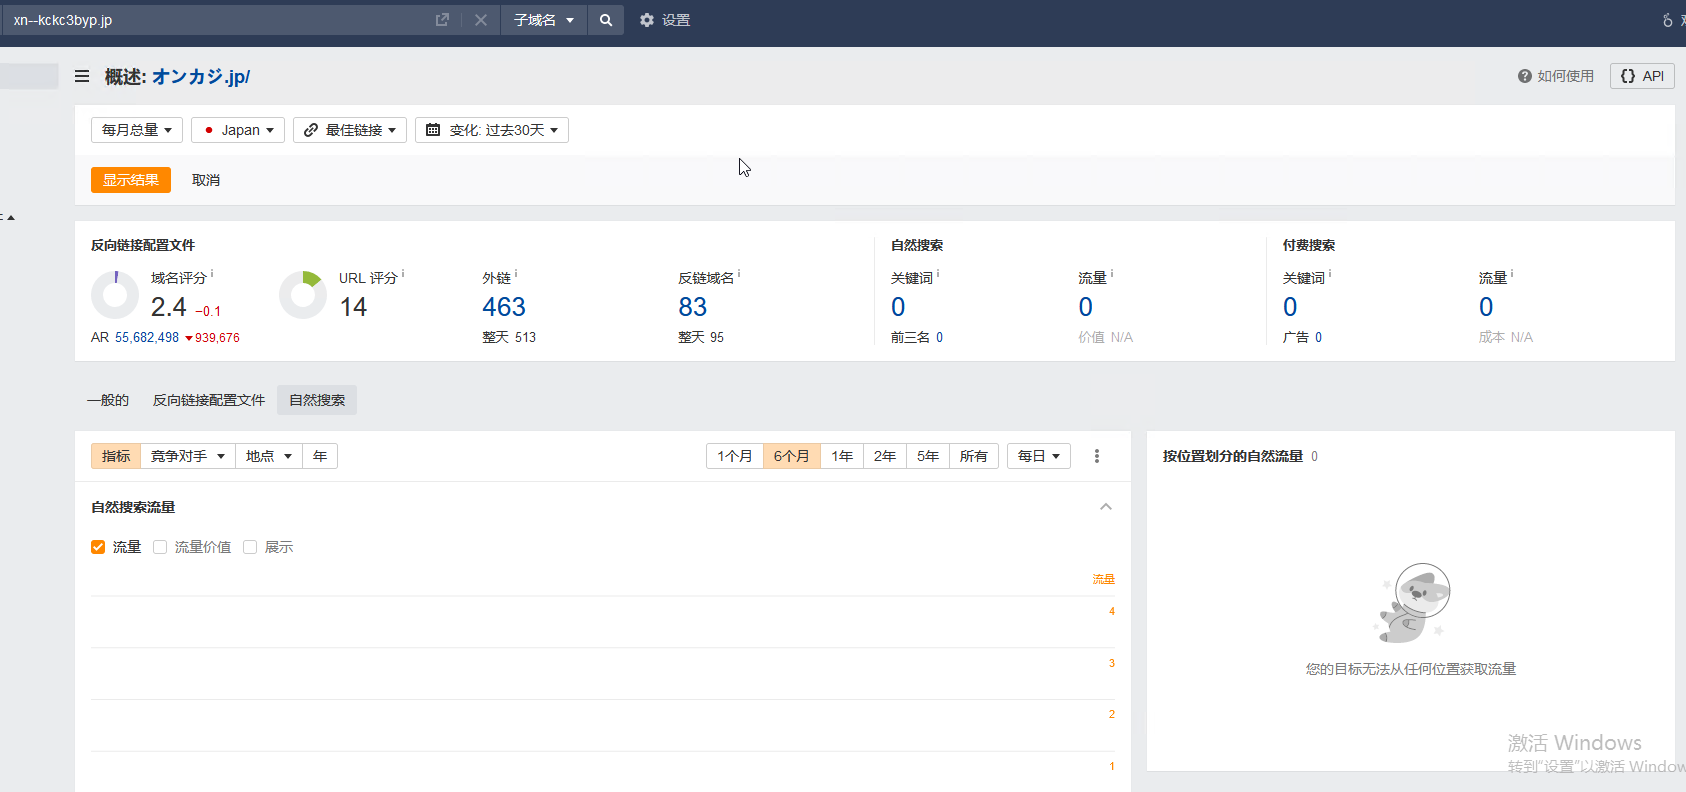 xn--kckc3byp.jp 子域名 设置
概述: オンカジ.jp/ 如何使用 {} API
每月总量 Japan 最佳链接 变化: 过去30天
显示结果 取消
反向链接配置文件 自然搜索 付费搜索
域名评分 i URL 评分 i 外链 i 反链域名 i 关键词 i 流量 i 关键词 i 流量 i
2.4 −0.1 14 463 83 0 0 0 0
AR 55,682,498 939,676 整天 513 整天 95 前三名 0 价值 N/A 广告 0 成本 N/A
一般的 反向链接配置文件 自然搜索
指标 竞争对手 地点 年 1个月 6个月 1年 2年 5年 所有 每日
按位置划分的自然流量 0
自然搜索流量
流量 流量价值 展示
流量
4
3
2
1
您的目标无法从任何位置获取流量
激活 Windows
转到"设置"以激活 Window